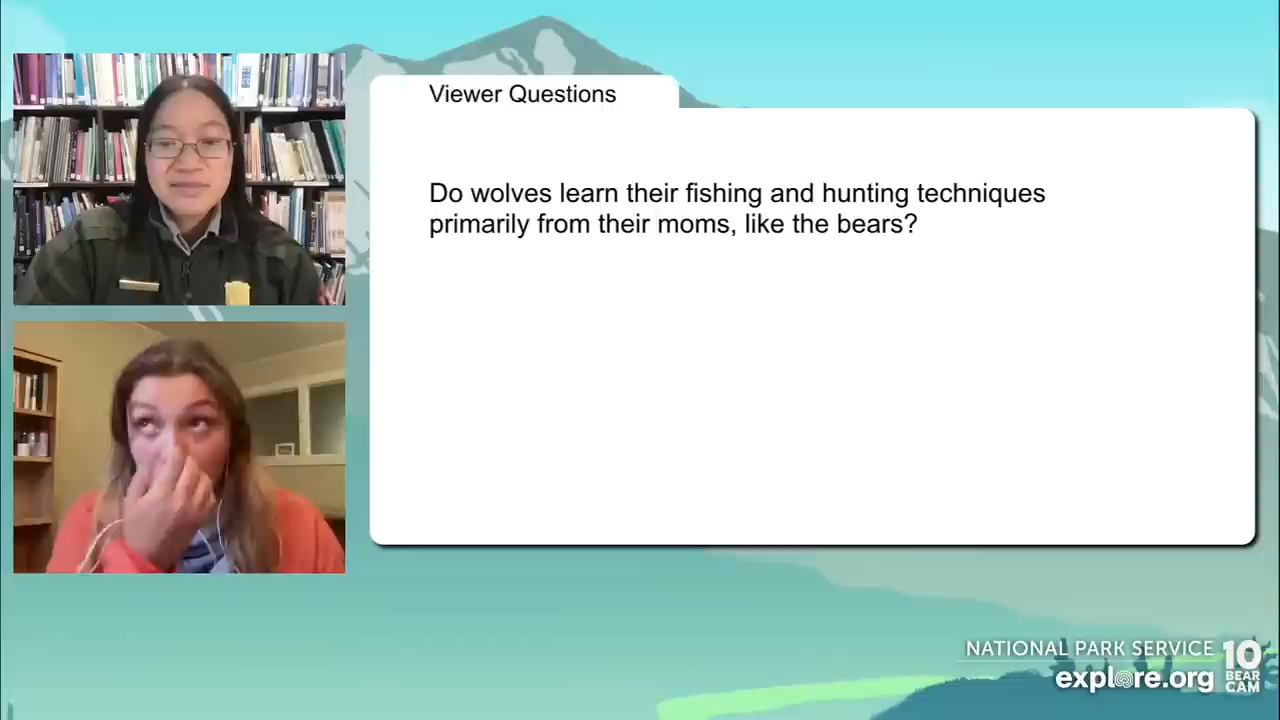 Viewer Questions
Do wolves learn their fishing and hunting techniques
primarily from their moms, like the bears?
NATIONAL PARK SERVICE
explore.org
10
BEAR
CAM